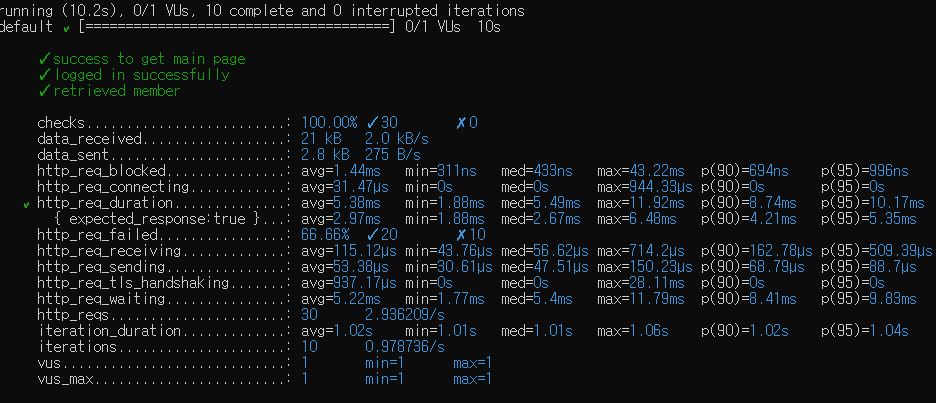 running (10.2s), 0/1 VUs, 10 complete and 0 interrupted iterations
default ✔ [======================================] 0/1 VUs  10s
✓ success to get main page
✓ logged in successfully
✓ retrieved member
checks.........................: 100.00% ✓30 ✗0
data_received..................: 21 kB 2.0 kB/s
data_sent......................: 2.8 kB 275 B/s
http_req_blocked...............: avg=1.44ms min=311ns med=433ns max=43.22ms p(90)=694ns p(95)=996ns
http_req_connecting............: avg=31.47µs min=0s med=0s max=944.33µs p(90)=0s p(95)=0s
✔ http_req_duration..............: avg=5.38ms min=1.88ms med=5.49ms max=11.92ms p(90)=8.74ms p(95)=10.17ms
{ expected_response:true }...: avg=2.97ms min=1.88ms med=2.67ms max=6.48ms p(90)=4.21ms p(95)=5.35ms
http_req_failed................: 66.66% ✓20 ✗10
http_req_receiving.............: avg=115.12µs min=43.76µs med=56.62µs max=714.2µs p(90)=162.78µs p(95)=509.39µs
http_req_sending...............: avg=53.38µs min=30.61µs med=47.51µs max=150.23µs p(90)=68.79µs p(95)=88.7µs
http_req_tls_handshaking.......: avg=937.17µs min=0s med=0s max=28.11ms p(90)=0s p(95)=0s
http_req_waiting...............: avg=5.22ms min=1.77ms med=5.4ms max=11.79ms p(90)=8.41ms p(95)=9.83ms
http_reqs......................: 30 2.936209/s
iteration_duration.............: avg=1.02s min=1.01s med=1.01s max=1.06s p(90)=1.02s p(95)=1.04s
iterations.....................: 10 0.978736/s
vus............................: 1 min=1 max=1
vus_max........................: 1 min=1 max=1